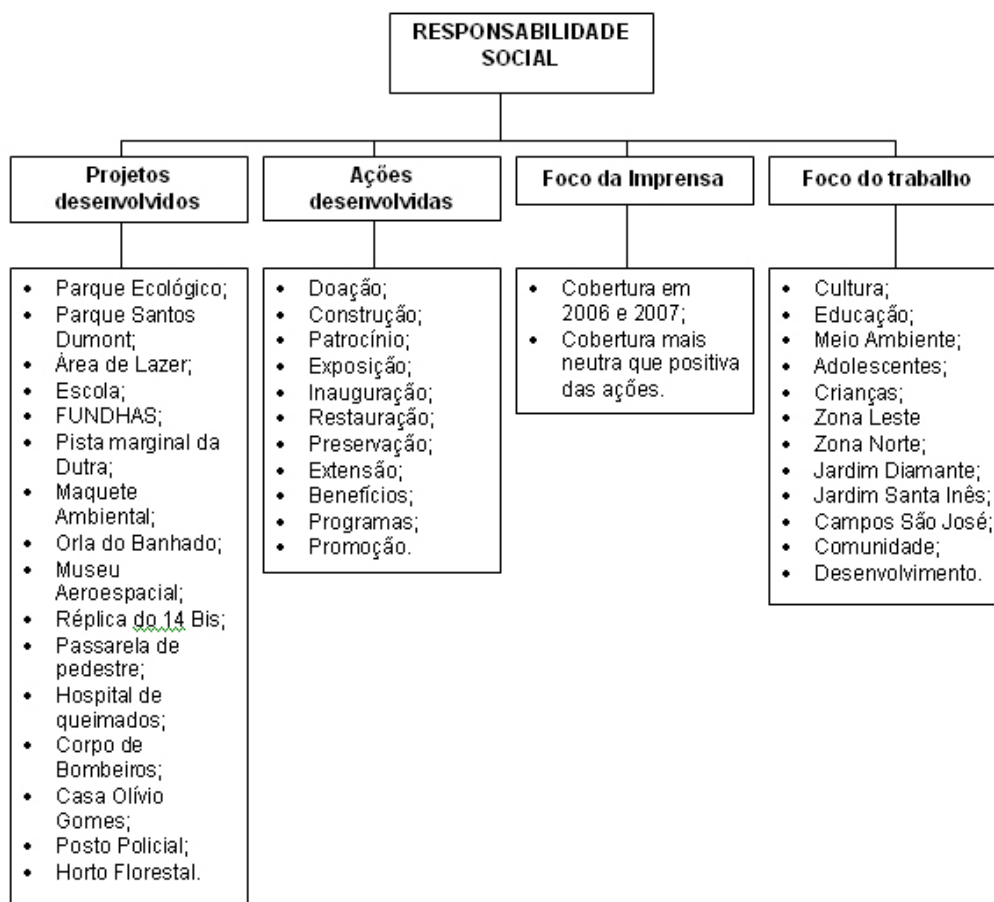 RESPONSABILIDADE
SOCIAL
Projetos
desenvolvidos
• Parque Ecológico;
• Parque Santos
Dumont;
• Área de Lazer;
• Escola;
• FUNDHAS;
• Pista marginal da
Dutra;
• Maquete
Ambiental;
• Orla do Banhado;
• Museu
Aeroespacial;
• Réplica do 14 Bis;
• Passarela de
pedestre;
• Hospital de
queimados;
• Corpo de
Bombeiros;
• Casa Olívio
Gomes;
• Posto Policial;
• Horto Florestal.
Ações
desenvolvidas
• Doação;
• Construção;
• Patrocínio;
• Exposição;
• Inauguração;
• Restauração;
• Preservação;
• Extensão;
• Benefícios;
• Programas;
• Promoção.
Foco da Imprensa
• Cobertura em
2006 e 2007;
• Cobertura mais
neutra que positiva
das ações.
Foco do trabalho
• Cultura;
• Educação;
• Meio Ambiente;
• Adolescentes;
• Crianças;
• Zona Leste
• Zona Norte;
• Jardim Diamante;
• Jardim Santa Inês;
• Campos São José;
• Comunidade;
• Desenvolvimento.